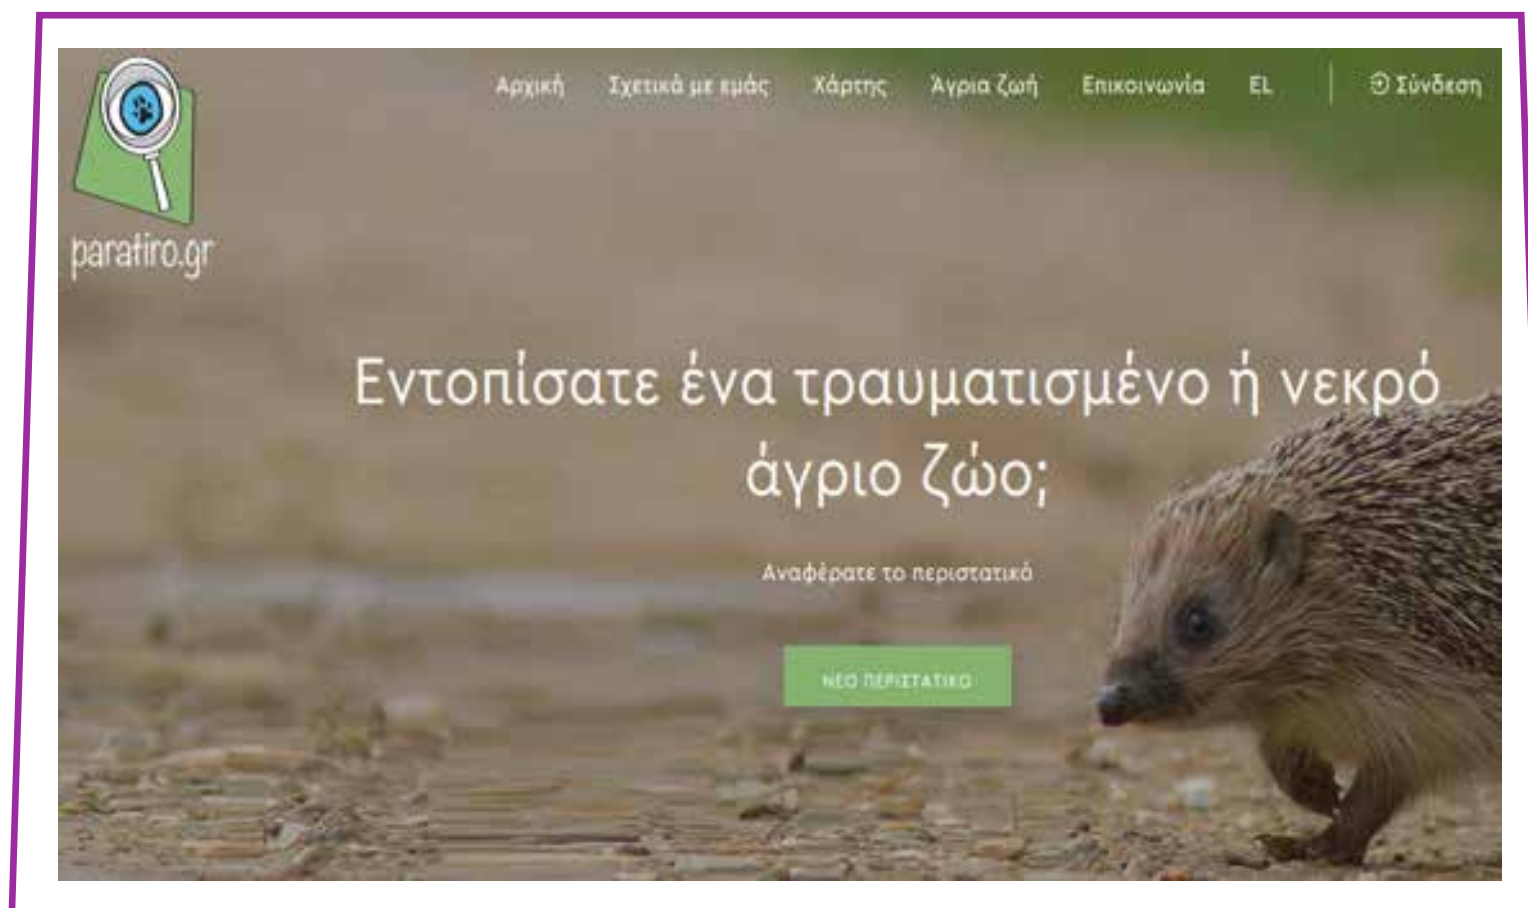 Αρχική Σχετικά με εμάς Χάρτης Άγρια ζωή Επικοινωνία EL Σύνδεση
paratiro.gr
Εντοπίσατε ένα τραυματισμένο ή νεκρό
άγριο ζώο;
Αναφέρατε το περιστατικό
ΝΕΟ ΠΕΡΙΣΤΑΤΙΚΟ